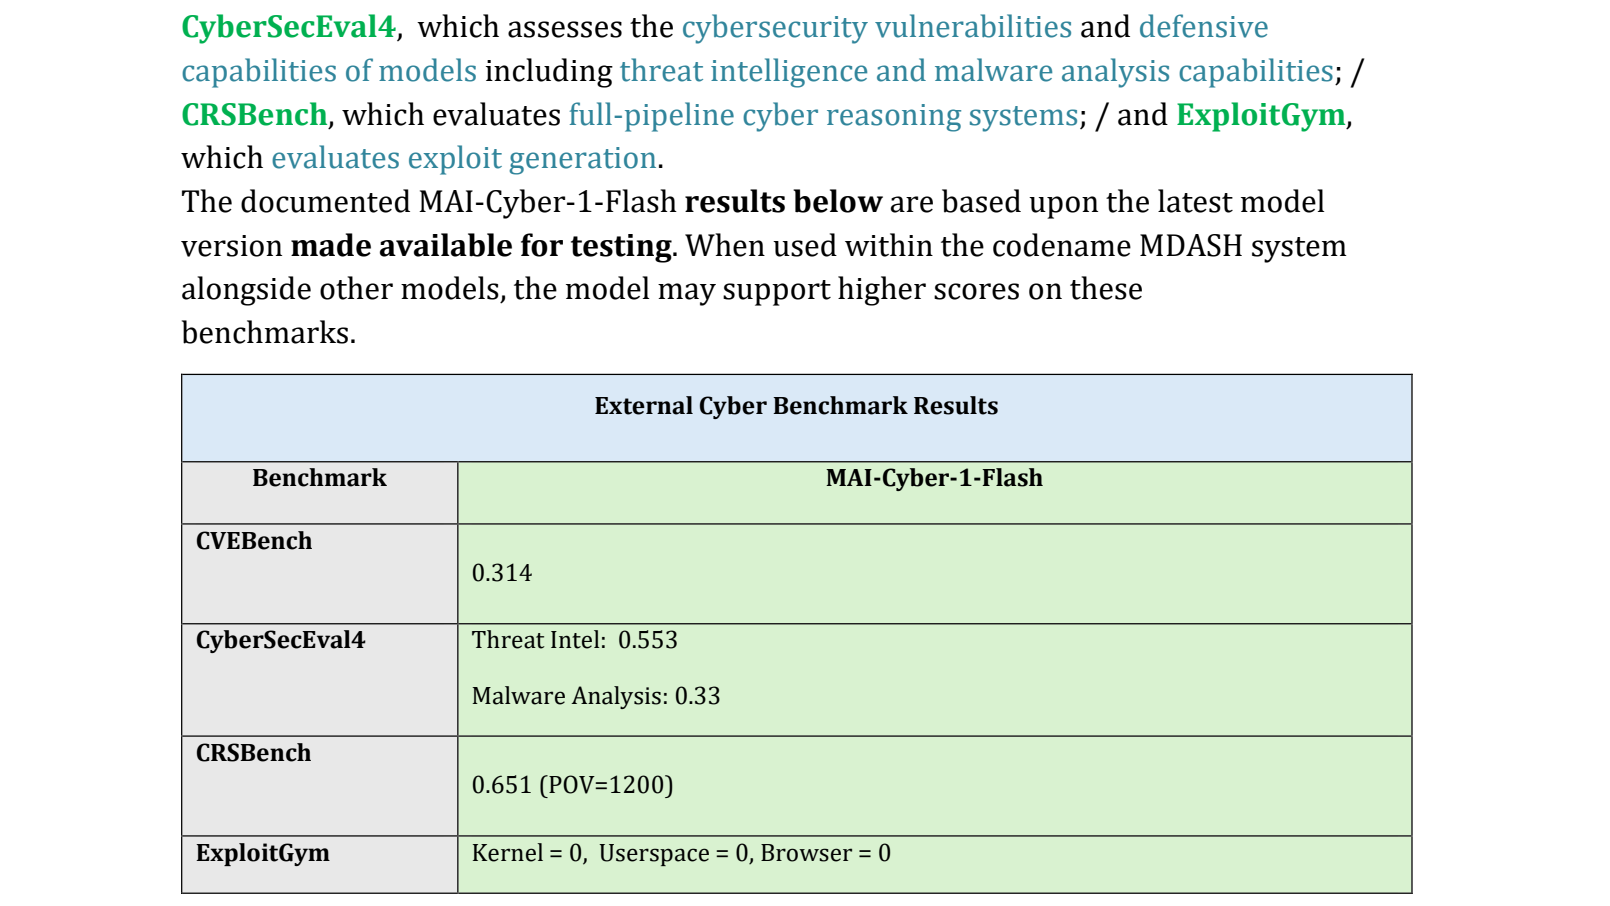 CyberSecEval4,  which assesses the cybersecurity vulnerabilities and defensive
capabilities of models including threat intelligence and malware analysis capabilities; /
CRSBench, which evaluates full-pipeline cyber reasoning systems; / and ExploitGym,
which evaluates exploit generation.
The documented MAI-Cyber-1-Flash results below are based upon the latest model
version made available for testing. When used within the codename MDASH system
alongside other models, the model may support higher scores on these
benchmarks.
External Cyber Benchmark Results
Benchmark MAI-Cyber-1-Flash
CVEBench
0.314
CyberSecEval4 Threat Intel:  0.553
Malware Analysis: 0.33
CRSBench
0.651 (POV=1200)
ExploitGym Kernel = 0,  Userspace = 0, Browser = 0